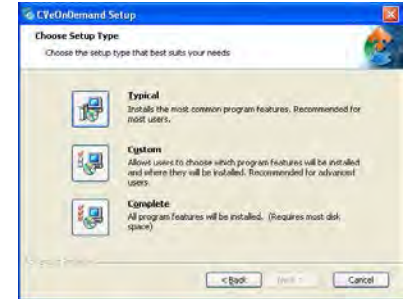 CVeOnDemand Setup
Choose Setup Type
Choose the setup type that best suits your needs
Typical
Installs the most common program features. Recommended for
most users.
Custom
Allows users to choose which program features will be installed
and where they will be installed. Recommended for advanced
users.
Complete
All program features will be installed. (Requires most disk
space)
< Back
Next >
Cancel